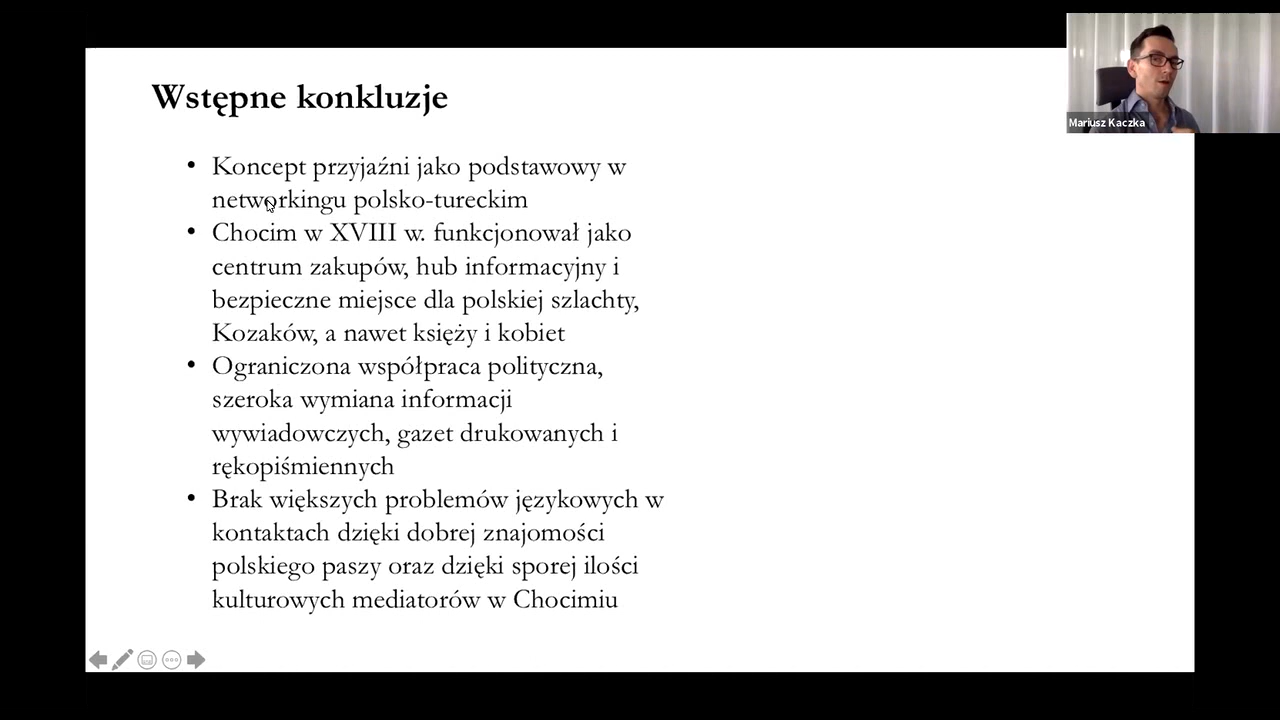 Wstępne konkluzje
• Koncept przyjaźni jako podstawowy w
networkingu polsko-tureckim
• Chocim w XVIII w. funkcjonował jako
centrum zakupów, hub informacyjny i
bezpieczne miejsce dla polskiej szlachty,
Kozaków, a nawet księży i kobiet
• Ograniczona współpraca polityczna,
szeroka wymiana informacji
wywiadowczych, gazet drukowanych i
rękopiśmiennych
• Brak większych problemów językowych w
kontaktach dzięki dobrej znajomości
polskiego paszy oraz dzięki sporej ilości
kulturowych mediatorów w Chocimiu
Mariusz Kaczka